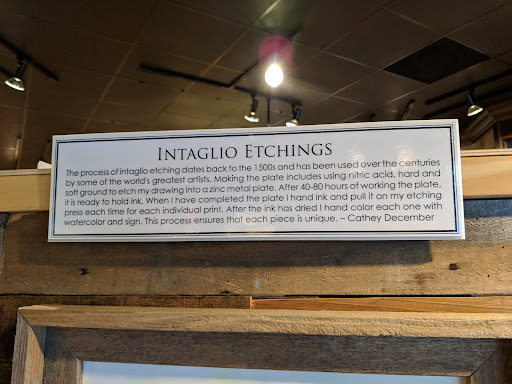 INTAGLIO ETCHINGS
The process of intaglio etching dates back to the 1500s and has been used over the centuries
by some of the world's greatest artists. Making the plate includes using nitric acid, hard and
soft ground to etch my drawing into a zinc metal plate. After 40-80 hours of working the plate,
it is ready to hold ink. When I have completed the plate I hand ink and pull it on my etching
press each time for each individual print. After the ink has dried I hand color each one with
watercolor and sign. This process ensures that each piece is unique. – Cathey December